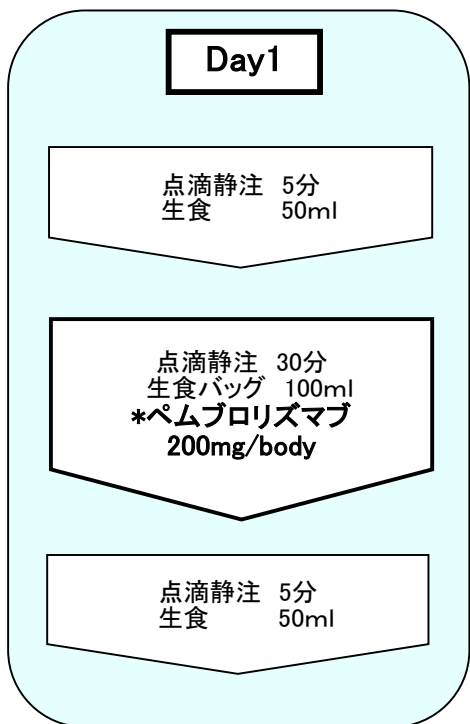 Day1
点滴静注 5分
生食 50ml
点滴静注 30分
生食バッグ 100ml
*ペムブロリズマブ
200mg/body
点滴静注 5分
生食 50ml